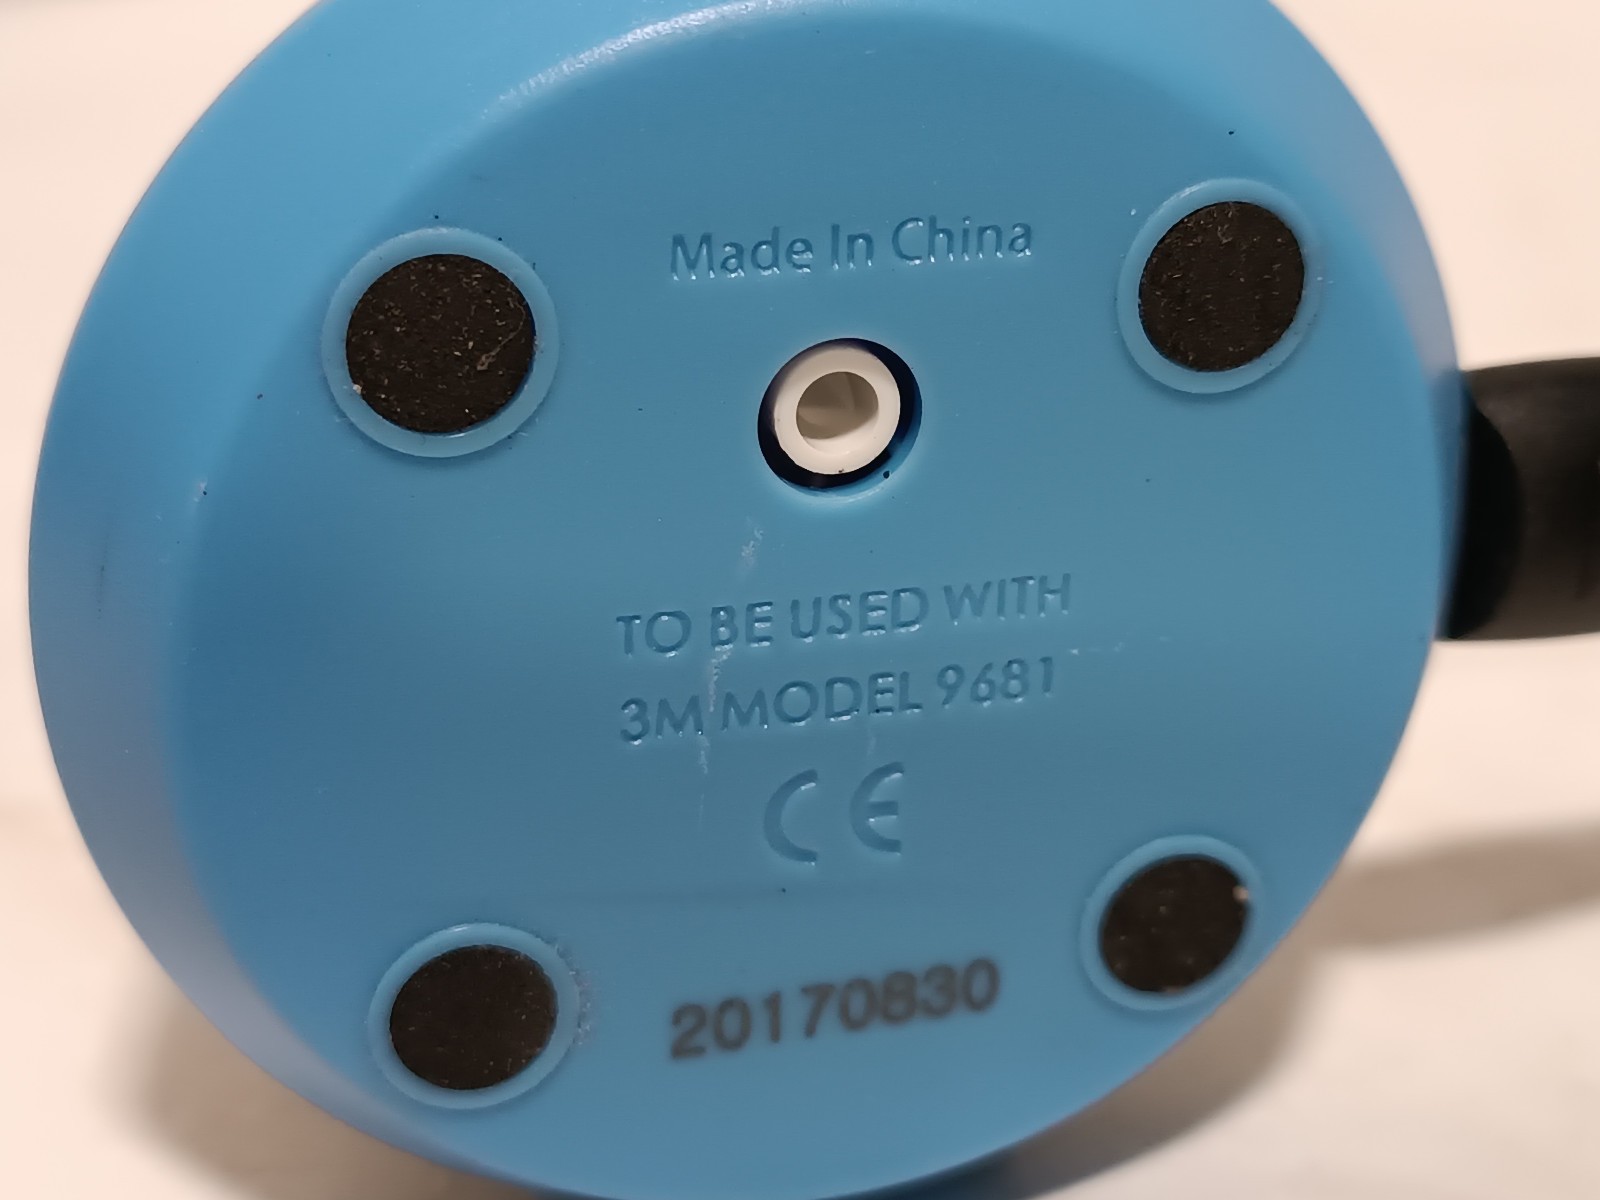 Made In China
TO BE USED WITH
3M MODEL 9681
CE
20170830